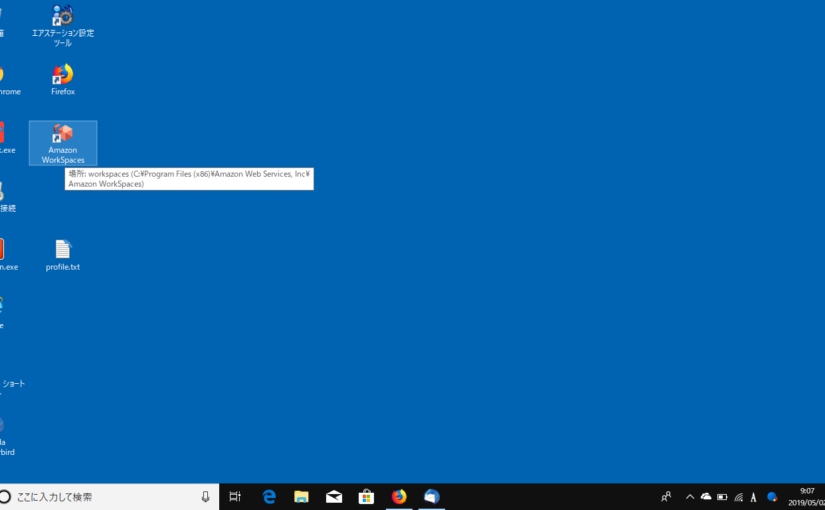 エアステーション設定
ツール
hrome
Firefox
.exe
Amazon
WorkSpaces
場所: workspaces (C:¥Program Files (x86)¥Amazon Web Services, Inc¥
Amazon WorkSpaces)
接続
n.exe
profile.txt
e
ショート
la
bird
ここに入力して検索
A
9:07
2019/05/02